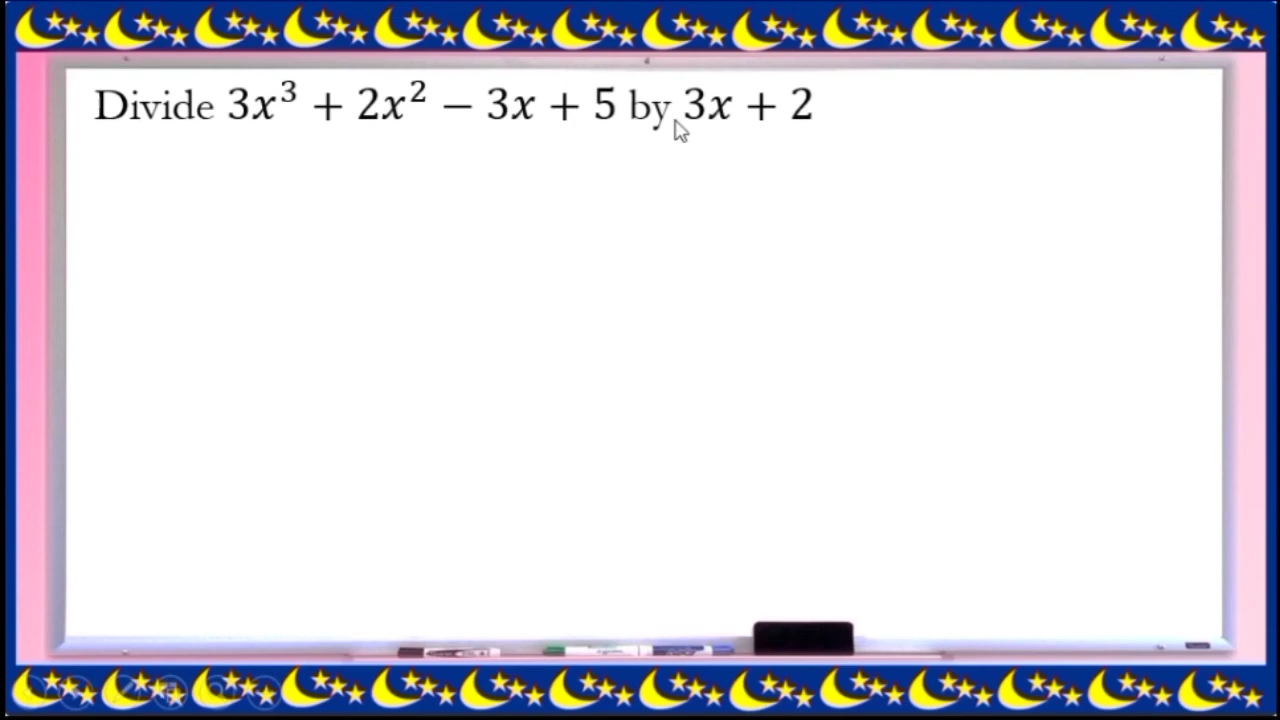 Divide 3x³ + 2x² − 3x + 5 by 3x + 2